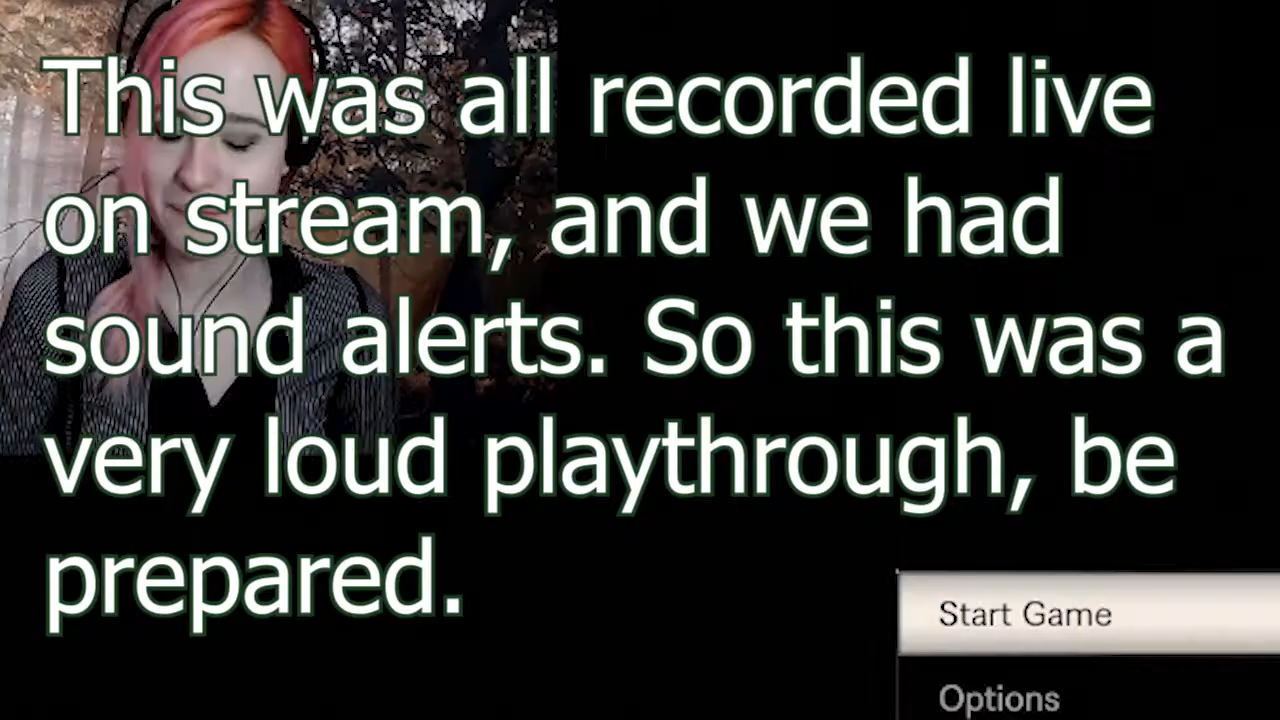 This was all recorded live
on stream, and we had
sound alerts. So this was a
very loud playthrough, be
prepared.
Start Game
Options